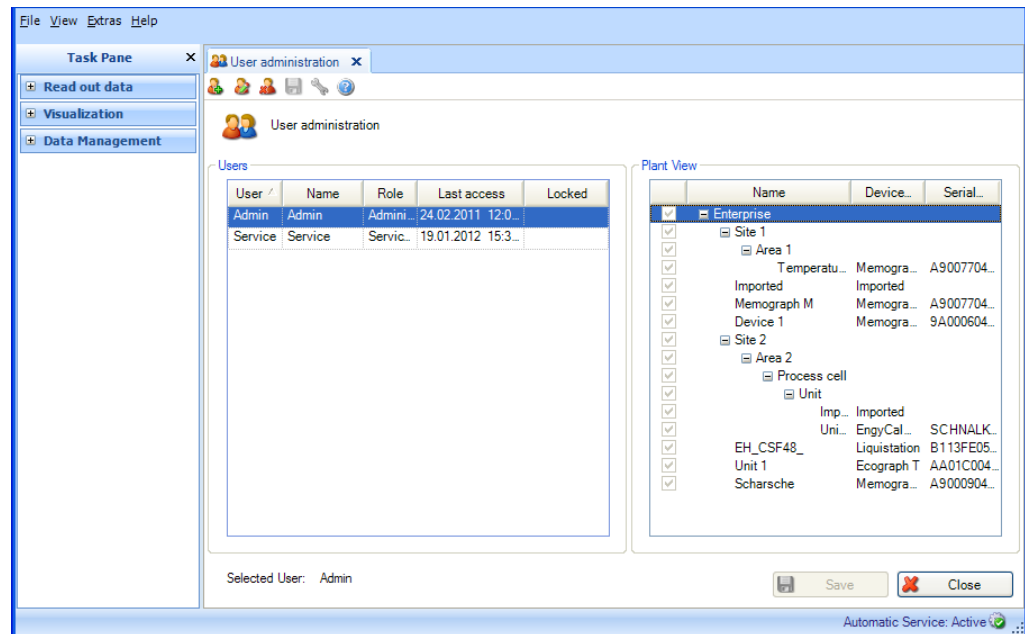 File View Extras Help
Task Pane
User administration
Read out data
Visualization
Data Management
User administration
Users
User Name Role Last access Locked
Admin Admin Admini... 24.02.2011 12:0...
Service Service Servic... 19.01.2012 15:3...
Plant View
Name Device... Serial...
Enterprise
Site 1
Area 1
Temperatu... Memogra... A9007704...
Imported Imported
Memograph M Memogra... A9007704...
Device 1 Memogra... 9A000604...
Site 2
Area 2
Process cell
Unit
Imp... Imported
Uni... EngyCal... SCHNALK...
EH_CSF48_ Liquistation B113FE05...
Unit 1 Ecograph T AA01C004...
Scharsche Memogra... A9000904...
Selected User: Admin
Save Close
Automatic Service: Active